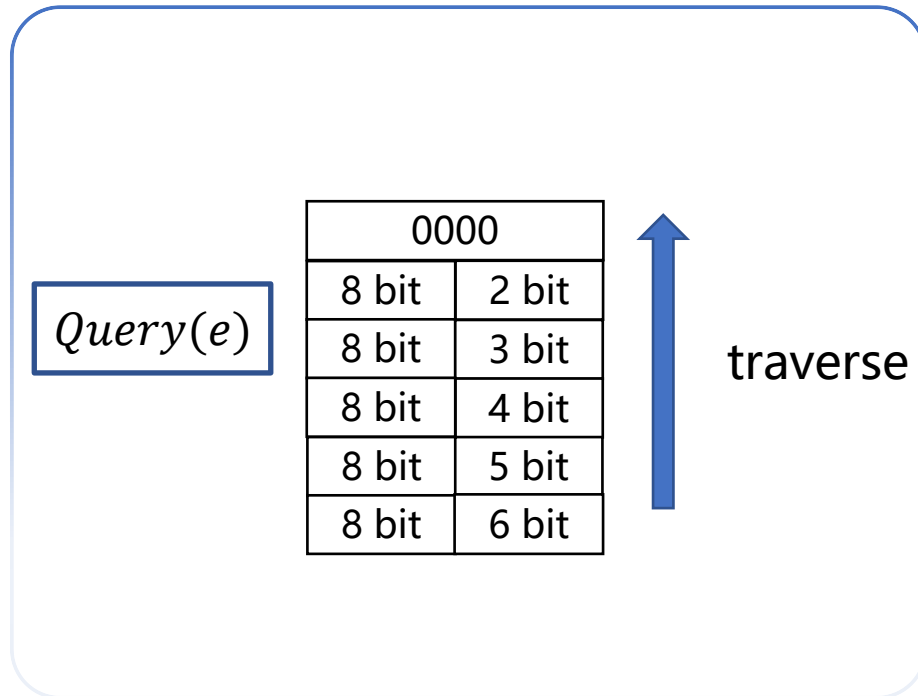 0000
8 bit 2 bit
Query(e)
8 bit 3 bit
traverse
8 bit 4 bit
8 bit 5 bit
8 bit 6 bit